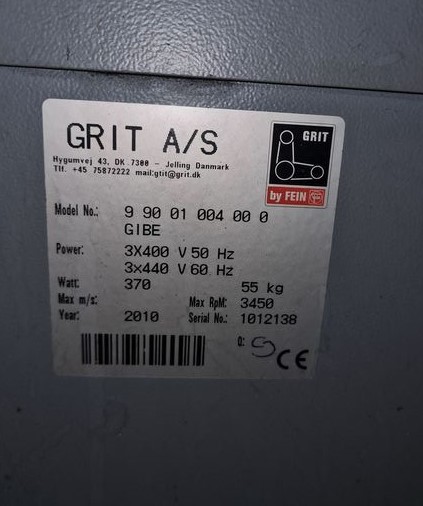 GRIT A/S
Hygumvej 43, DK 7300 - Jelling Danmark
Tlf. +45 75872222 mail:gtit@grit.dk
GRIT
by FEIN
Model No.: 9 90 01 004 00 0
GIBE
Power: 3X400 V 50 Hz
3x440 V 60 Hz
Watt: 370 55 kg
Max m/s: Max RpM: 3450
Year: 2010 Serial No.: 1012138
Q:
CE